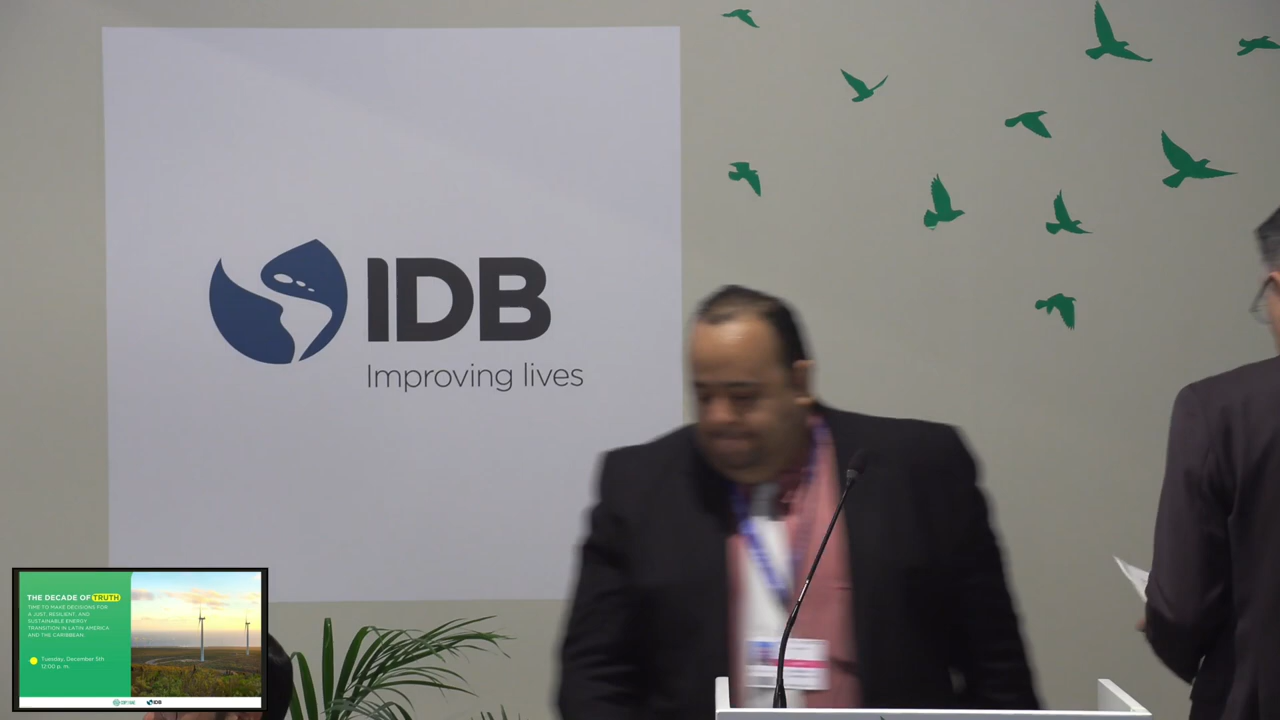 IDB
Improving lives
THE DECADE OF TRUTH
TIME TO MAKE DECISIONS FOR
A JUST, RESILIENT, AND
SUSTAINABLE ENERGY
TRANSITION IN LATIN AMERICA
AND THE CARIBBEAN.
Tuesday, December 5th
12:00 p. m.
IDB